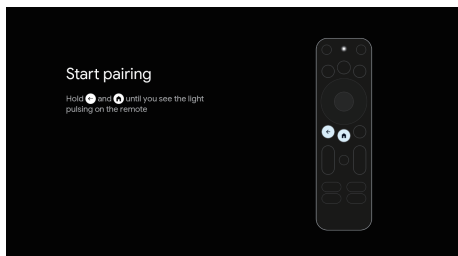 Start pairing
Hold and until you see the light
pulsing on the remote